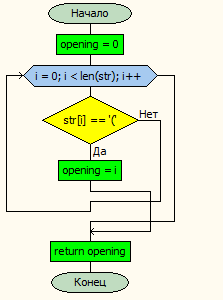 Начало
opening = 0
i = 0; i < len(str); i++
str[i] == '('
Нет
Да
opening = i
return opening
Конец